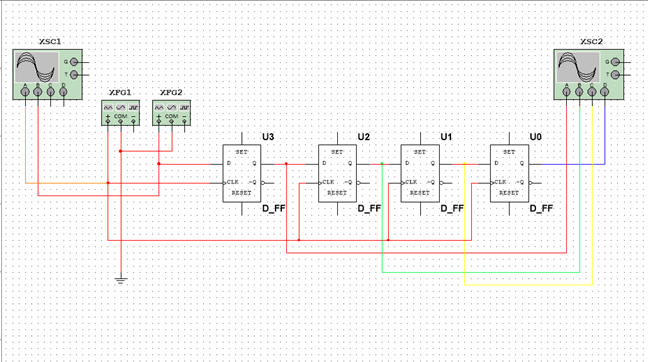 XSC1
XSC2
G
T
A B C D
G
T
A B C D
XFG1
XFG2
+ COM −
+ COM −
U3
U2
U1
U0
SET
SET
SET
SET
D Q
D Q
D Q
D Q
CLK ~Q
CLK ~Q
CLK ~Q
CLK ~Q
RESET
RESET
RESET
RESET
D_FF
D_FF
D_FF
D_FF